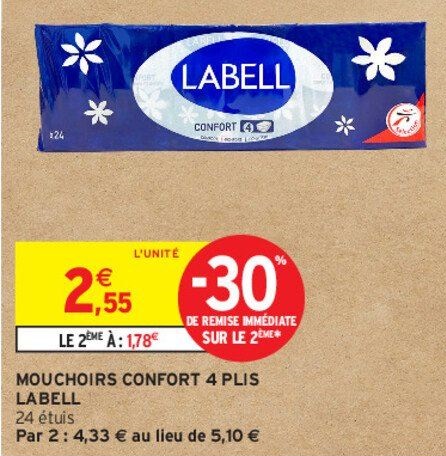 LABELL
CONFORT 4
x24
Sélection
L'UNITÉ
2€,55
-30%
DE REMISE IMMÉDIATE
SUR LE 2ÈME*
LE 2ÈME À : 1,78€
MOUCHOIRS CONFORT 4 PLIS
LABELL
24 étuis
Par 2 : 4,33 € au lieu de 5,10 €